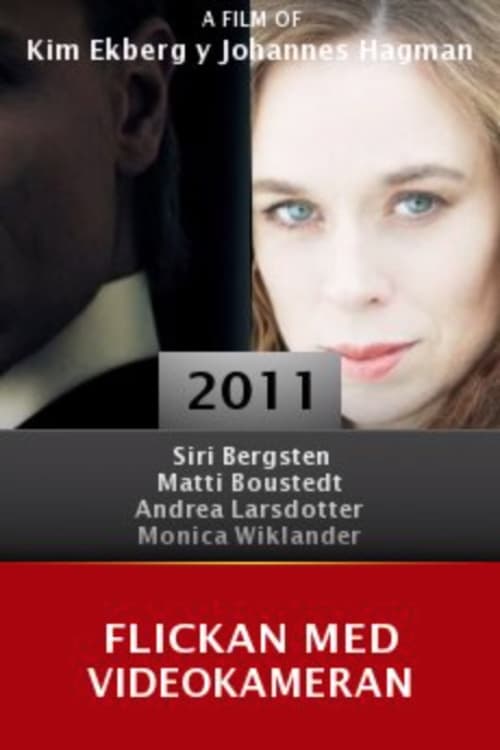 A FILM OF
Kim Ekberg y Johannes Hagman
2011
Siri Bergsten
Matti Boustedt
Andrea Larsdotter
Monica Wiklander
FLICKAN MED
VIDEOKAMERAN